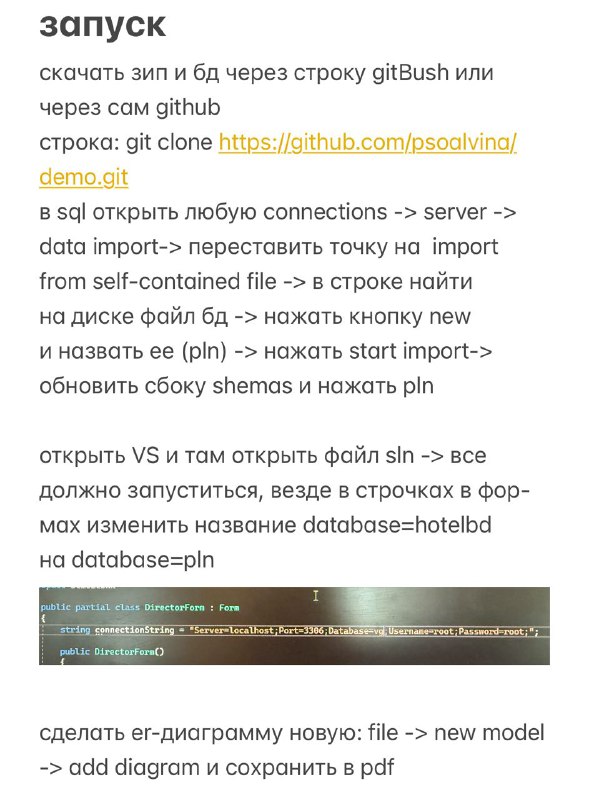 запуск
скачать зип и бд через строку gitBush или
через сам github
строка: git clone https://github.com/psoalvina/
demo.git
в sql открыть любую connections -> server ->
data import-> переставить точку на import
from self-contained file -> в строке найти
на диске файл бд -> нажать кнопку new
и назвать ее (pln) -> нажать start import->
обновить сбоку shemas и нажать pln
открыть VS и там открыть файл sln -> все
должно запуститься, везде в строчках в фор-
мах изменить название database=hotelbd
на database=pln
public partial class DirectorForm : Form
{
string connectionString = "Server=localhost;Port=3306;Database=vg;Username=root;Password=root;";
public DirectorForm()
{
сделать er-диаграмму новую: file -> new model
-> add diagram и сохранить в pdf